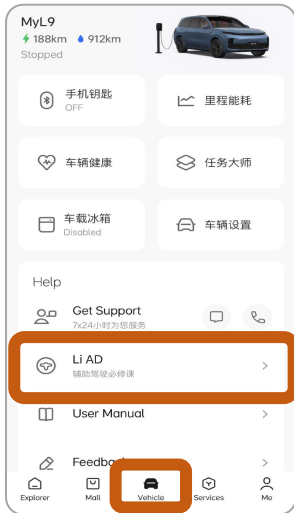 MyL9
188km 912km
Stopped
手机钥匙
OFF
里程能耗
车辆健康
任务大师
车载冰箱
Disabled
车辆设置
Help
Get Support
7x24小时为您服务
Li AD
辅助驾驶必修课
User Manual
Feedba
Explorer Mall Vehicle Services Me